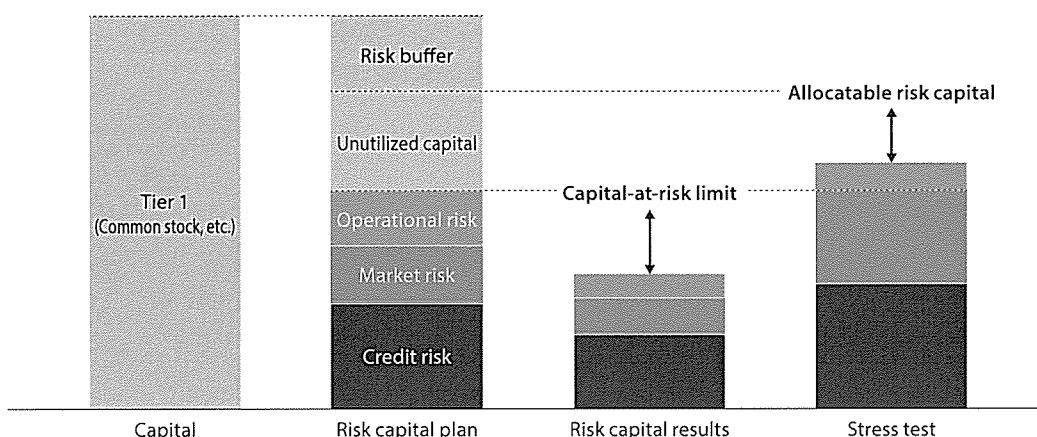 Risk buffer
Allocatable risk capital
Unutilized capital
Tier 1
(Common stock, etc.)
Capital-at-risk limit
Operational risk
Market risk
Credit risk
Capital
Risk capital plan
Risk capital results
Stress test